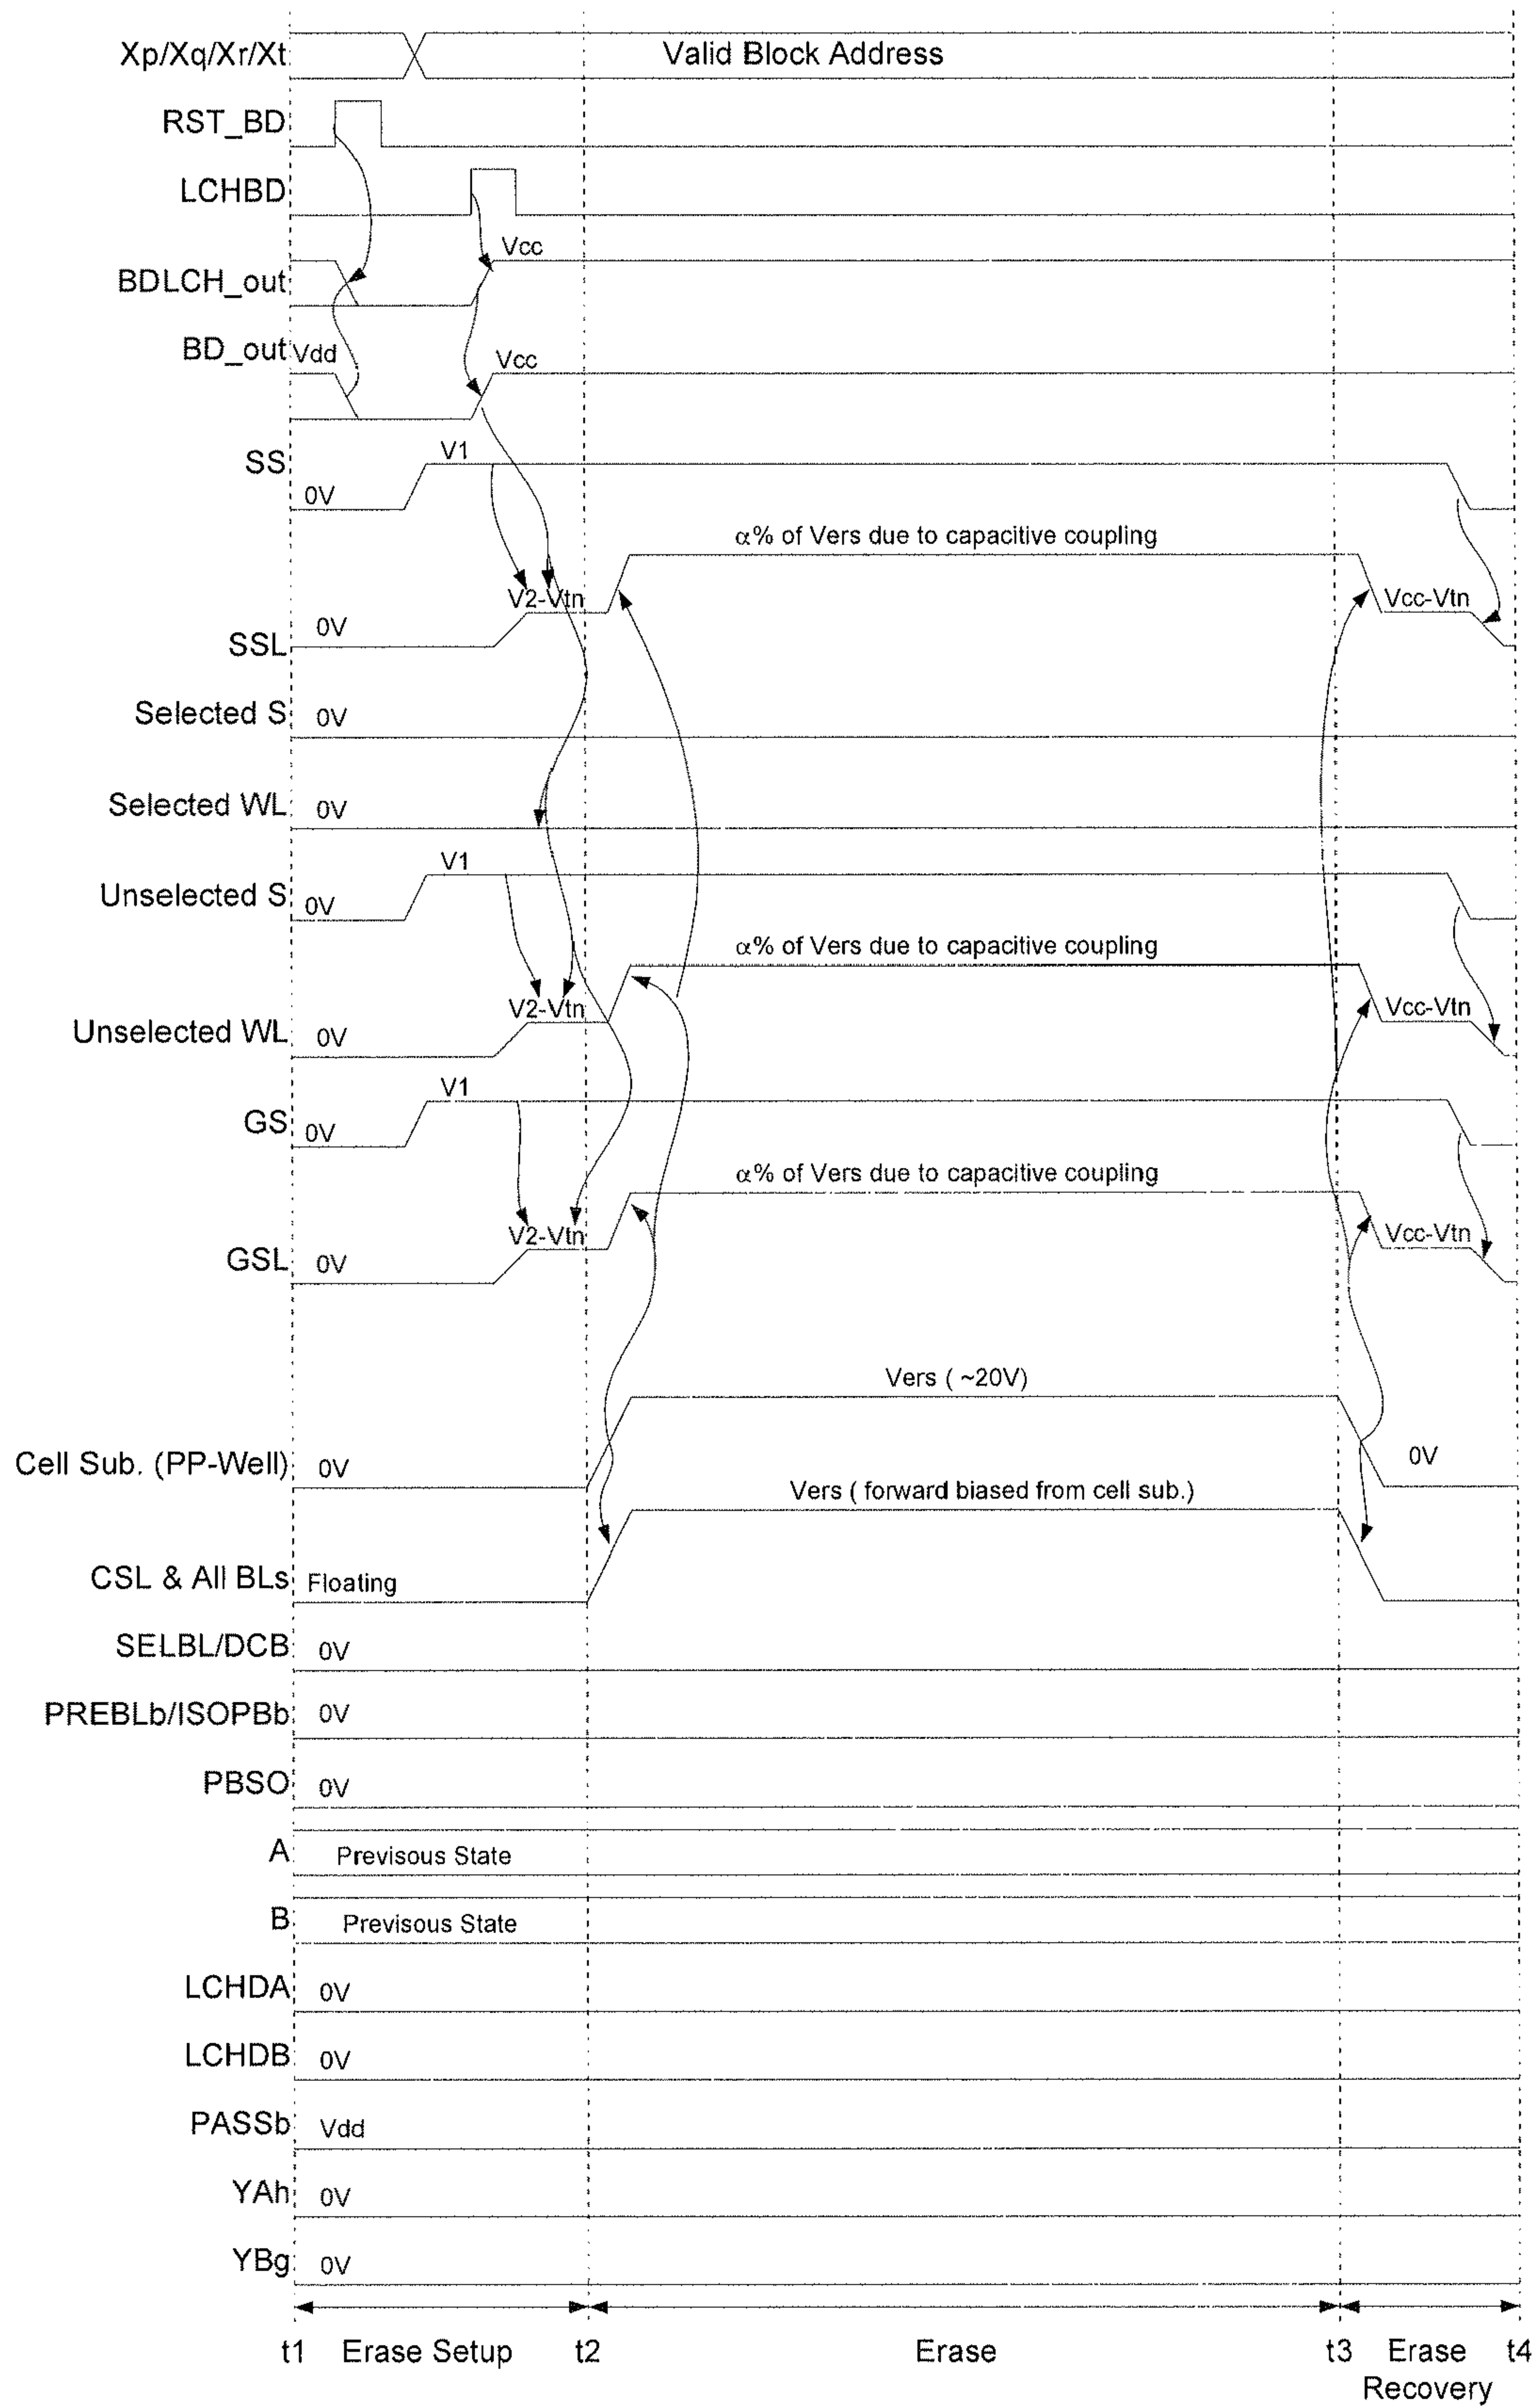 Xp/Xq/Xr/Xt Valid Block Address
RST_BD
LCHBD
Vcc
BDLCH_out
BD_out Vdd Vcc
V1
SS 0V
α% of Vers due to capacitive coupling
V2-Vtn Vcc-Vtn
0V
SSL
Selected S 0V
Selected WL 0V
V1
Unselected S 0V
α% of Vers due to capacitive coupling
V2-Vtn Vcc-Vtn
Unselected WL 0V
V1
GS 0V
α% of Vers due to capacitive coupling
V2-Vtn Vcc-Vtn
GSL 0V
Vers ( ~20V)
Cell Sub. (PP-Well) 0V 0V
Vers ( forward biased from cell sub.)
CSL & All BLs Floating
SELBL/DCB 0V
PREBLb/ISOPBb 0V
PBSO 0V
A Previsous State
B Previsous State
LCHDA 0V
LCHDB 0V
PASSb Vdd
YAh 0V
YBg 0V
t1 Erase Setup t2 Erase t3 Erase t4
Recovery